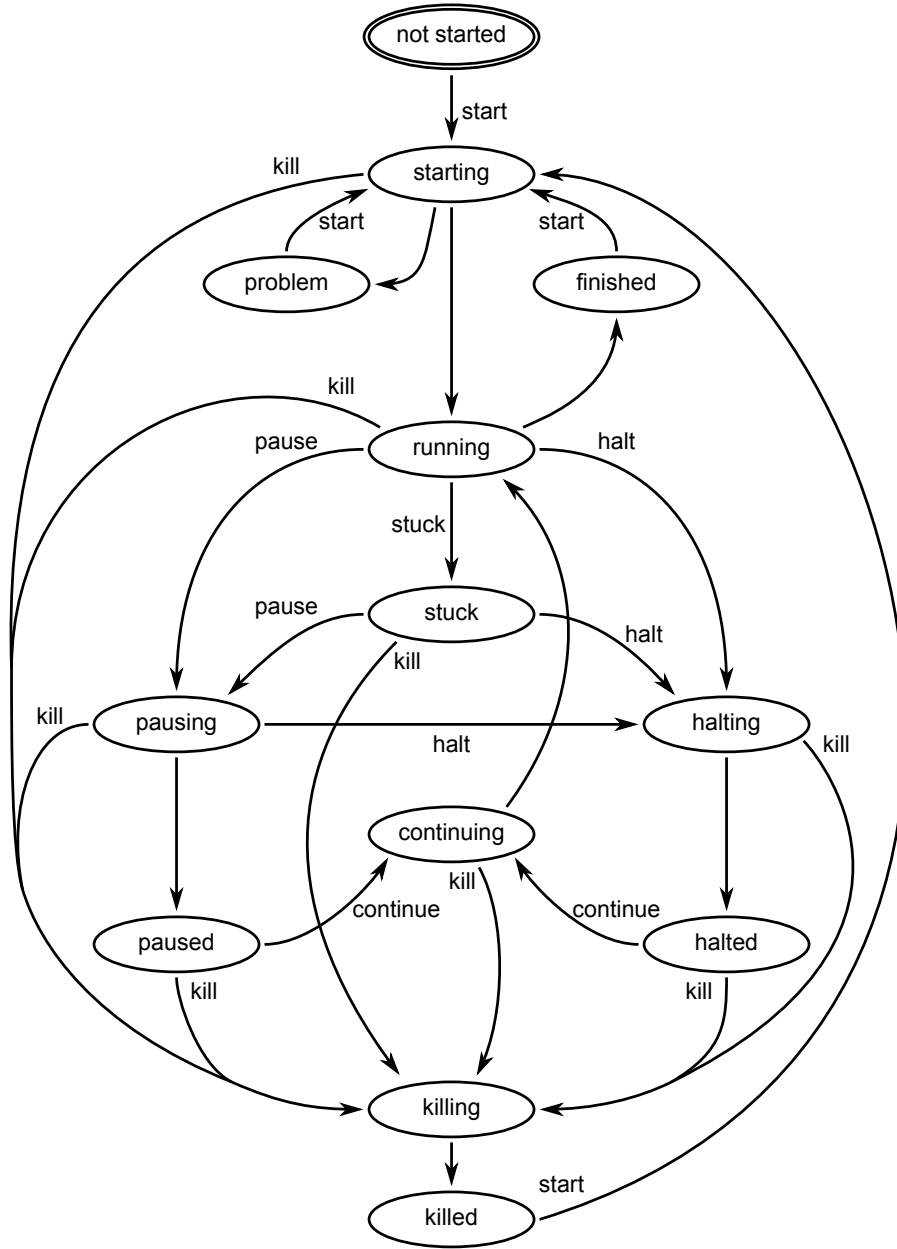 not started
start
kill
starting
start
start
problem
finished
kill
pause
running
halt
stuck
pause
stuck
halt
kill
kill
pausing
halting
halt
kill
continuing
kill
continue
continue
paused
halted
kill
kill
killing
start
killed